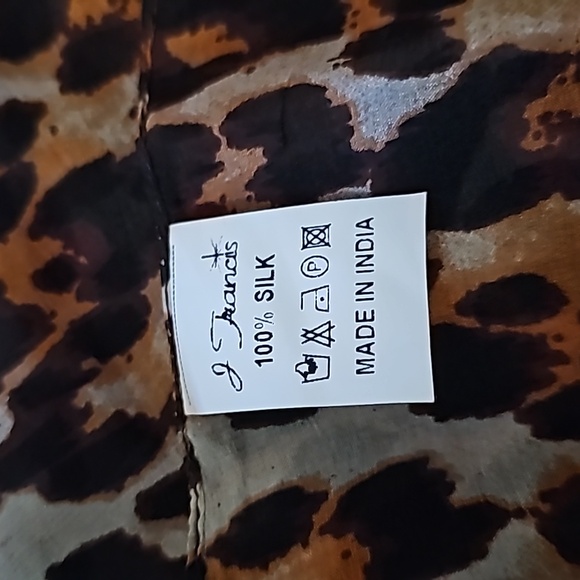 J Francis
100% SILK
P
MADE IN INDIA